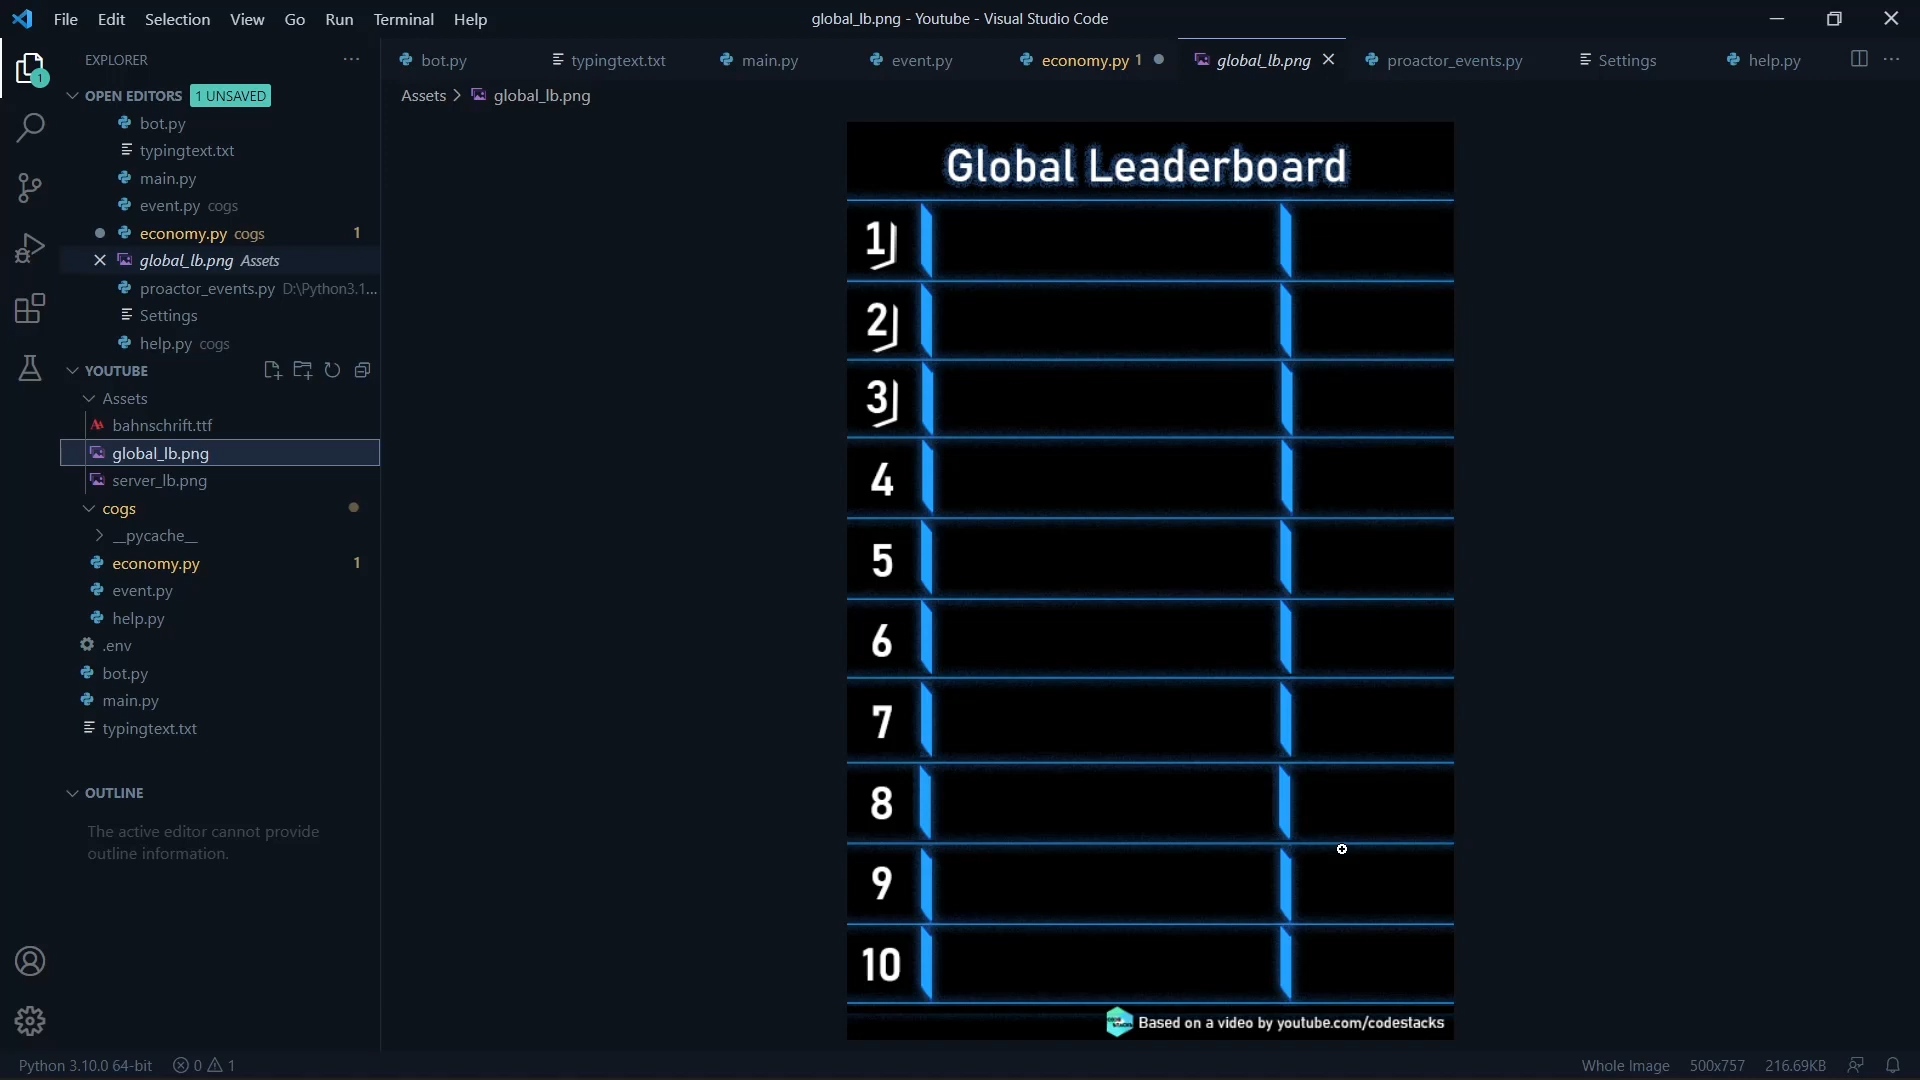 File Edit Selection View Go Run Terminal Help
global_lb.png - Youtube - Visual Studio Code
EXPLORER
1
OPEN EDITORS 1 UNSAVED
bot.py
typingtext.txt
main.py
event.py cogs
economy.py cogs 1
global_lb.png Assets
proactor_events.py D:\Python3.1...
Settings
help.py cogs
YOUTUBE
Assets
bahnschrift.ttf
global_lb.png
server_lb.png
cogs
__pycache__
economy.py 1
event.py
help.py
.env
bot.py
main.py
typingtext.txt
OUTLINE
The active editor cannot provide
outline information.
bot.py typingtext.txt main.py event.py economy.py 1 global_lb.png proactor_events.py Settings help.py
Assets > global_lb.png
Global Leaderboard
1
2
3
4
5
6
7
8
9
10
Based on a video by youtube.com/codestacks
Python 3.10.0 64-bit 0 1
Whole Image 500x757 216.69KB